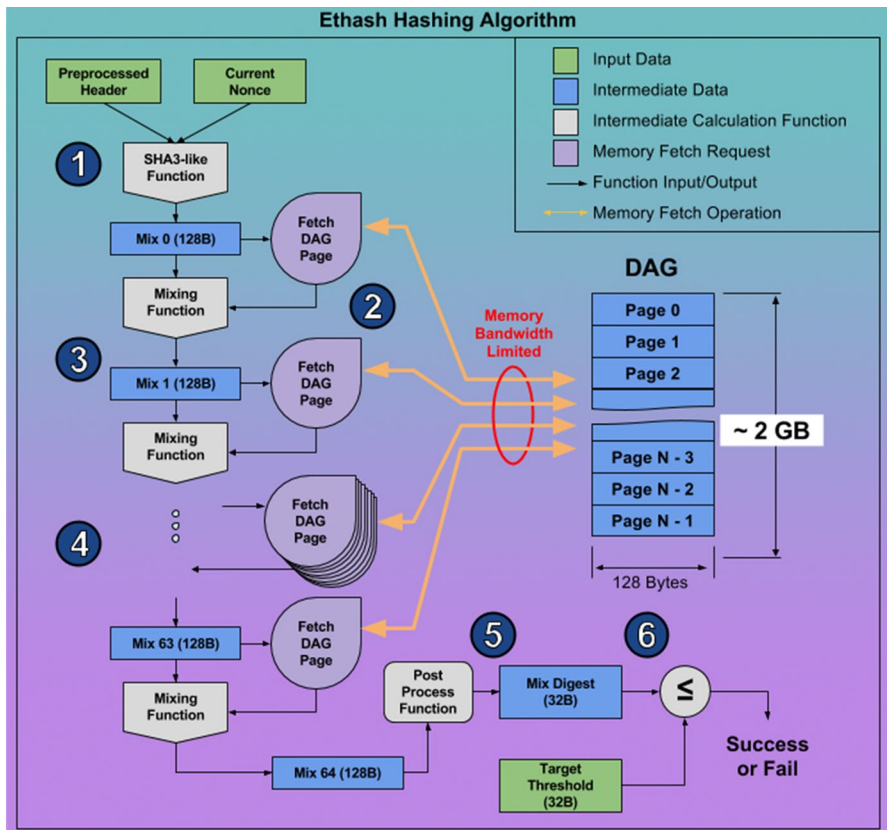 Ethash Hashing Algorithm
Input Data
Intermediate Data
Intermediate Calculation Function
Memory Fetch Request
Function Input/Output
Memory Fetch Operation
Preprocessed
Header
Current
Nonce
1
SHA3-like
Function
Mix 0 (128B)
Fetch
DAG
Page
Mixing
Function
2
3
Mix 1 (128B)
Fetch
DAG
Page
Mixing
Function
Memory
Bandwidth
Limited
DAG
Page 0
Page 1
Page 2
Page N - 3
Page N - 2
Page N - 1
~ 2 GB
128 Bytes
4
Fetch
DAG
Page
Mix 63 (128B)
Fetch
DAG
Page
Mixing
Function
Mix 64 (128B)
Post
Process
Function
5
Mix Digest
(32B)
6
≤
Target
Threshold
(32B)
Success
or Fail